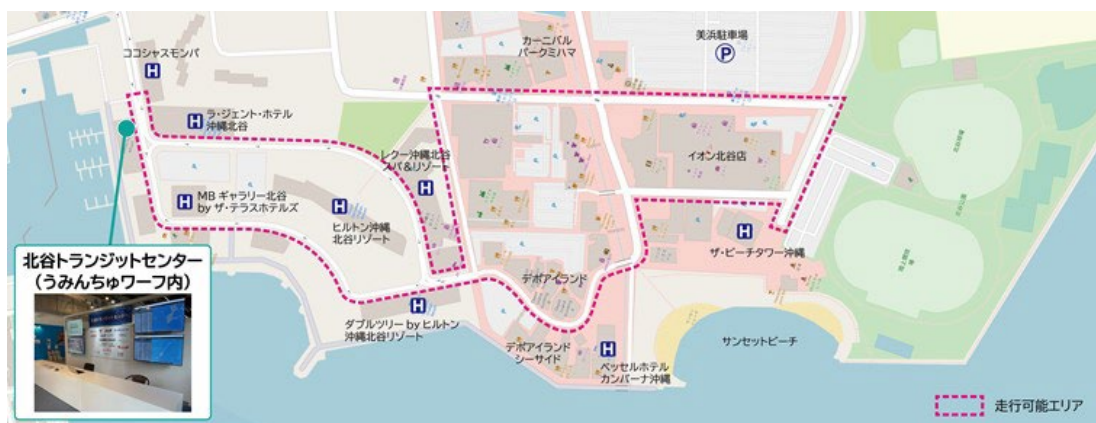 ココシャスモンパ
H
カーニバル
パークミハマ
美浜駐車場
P
H
ラ・ジェント・ホテル
沖縄北谷
レクー沖縄北谷
スパ&リゾート
H
イオン北谷店
H
MB ギャラリー北谷
by ザ・テラスホテルズ
H
ヒルトン沖縄
北谷リゾート
H
ザ・ビーチタワー沖縄
北谷トランジットセンター
(うみんちゅワーフ内)
デポアイランド
H
ダブルツリー by ヒルトン
沖縄北谷リゾート
デポアイランド
シーサイド
H
ベッセルホテル
カンパーナ沖縄
サンセットビーチ
走行可能エリア